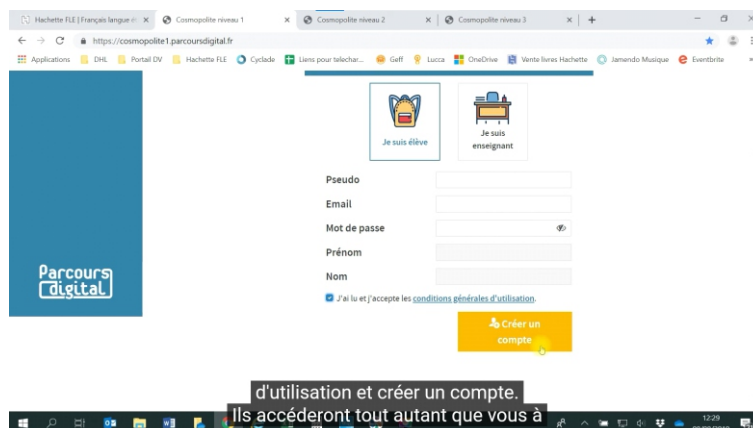 Hachette FLE | Français langue é
Cosmopolite niveau 1
Cosmopolite niveau 2
Cosmopolite niveau 3
https://cosmopolite1.parcoursdigital.fr
Applications
DHL
Portail DV
Hachette FLE
Cyclade
Liens pour telechar...
Geff
Lucca
OneDrive
Vente livres Hachette
Jamendo Musique
Eventbrite
Je suis élève
Je suis
enseignant
Pseudo
Email
Mot de passe
Prénom
Nom
J'ai lu et j'accepte les conditions générales d'utilisation.
Créer un
compte
Parcours
digital
d'utilisation et créer un compte.
Ils accéderont tout autant que vous à
12:29